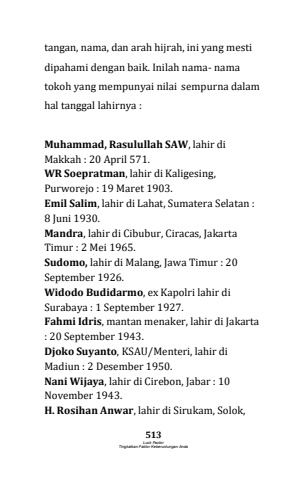 tangan, nama, dan arah hijrah, ini yang mesti
dipahami dengan baik. Inilah nama- nama
tokoh yang mempunyai nilai sempurna dalam
hal tanggal lahirnya :
Muhammad, Rasulullah SAW, lahir di
Makkah : 20 April 571.
WR Soepratman, lahir di Kaligesing,
Purworejo : 19 Maret 1903.
Emil Salim, lahir di Lahat, Sumatera Selatan :
8 Juni 1930.
Mandra, lahir di Cibubur, Ciracas, Jakarta
Timur : 2 Mei 1965.
Sudomo, lahir di Malang, Jawa Timur : 20
September 1926.
Widodo Budidarmo, ex Kapolri lahir di
Surabaya : 1 September 1927.
Fahmi Idris, mantan menaker, lahir di Jakarta
: 20 September 1943.
Djoko Suyanto, KSAU/Menteri, lahir di
Madiun : 2 Desember 1950.
Nani Wijaya, lahir di Cirebon, Jabar : 10
November 1943.
H. Rosihan Anwar, lahir di Sirukam, Solok,
513
Luck Factor
Tingkatkan Faktor Keberuntungan Anda